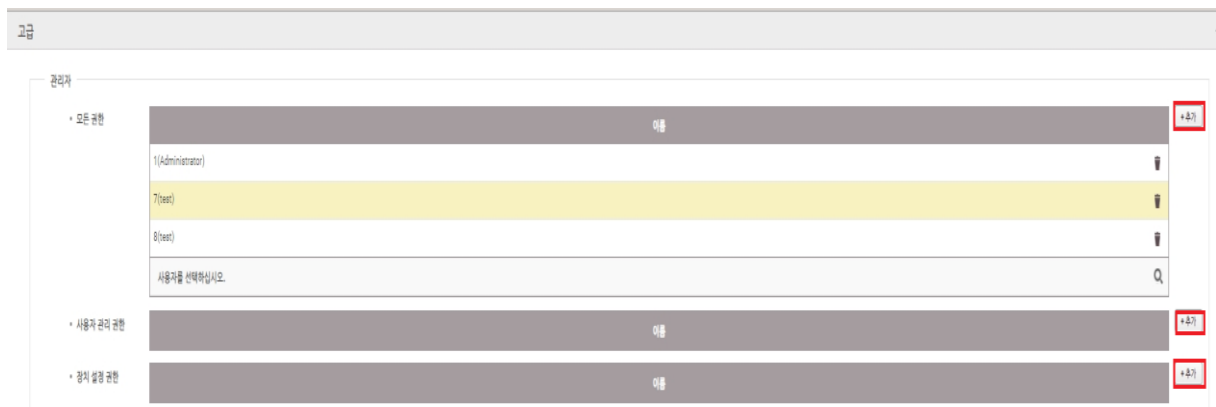 고급
관리자
• 모든 권한
이름
+ 추가
1(Administrator)
7(test)
8(test)
사용자를 선택하십시오.
• 사용자 관리 권한
이름
+ 추가
• 장치 설정 권한
이름
+ 추가